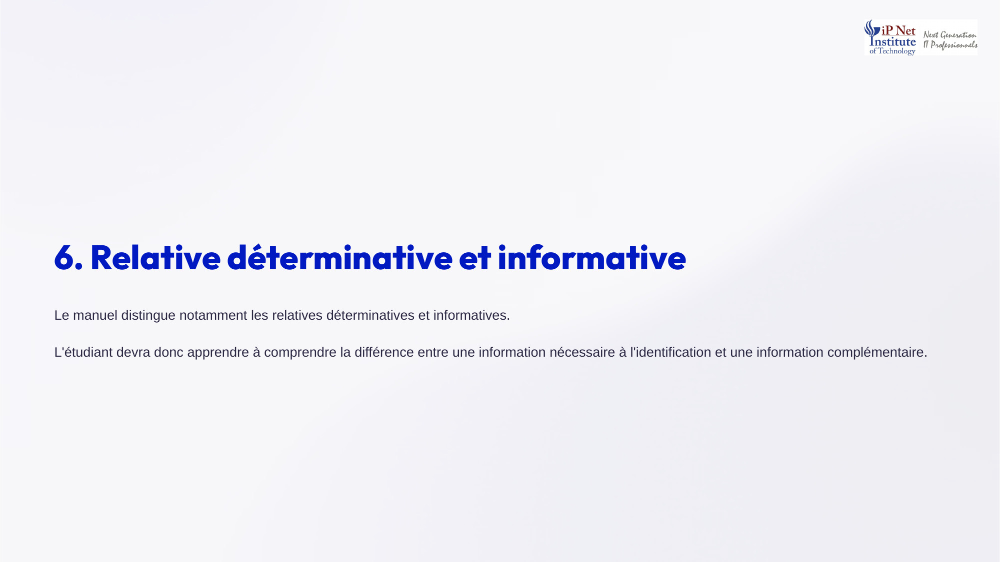 iP Net
Institute
of Technology
Next Generation
IT Professionnels
6. Relative déterminative et informative
Le manuel distingue notamment les relatives déterminatives et informatives.
L'étudiant devra donc apprendre à comprendre la différence entre une information nécessaire à l'identification et une information complémentaire.